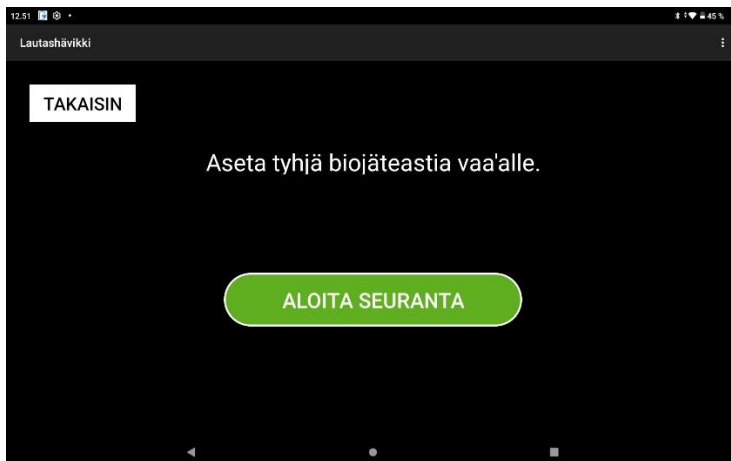 12.51
45 %
Lautashävikki
TAKAISIN
Aseta tyhjä biojäteastia vaa'alle.
ALOITA SEURANTA